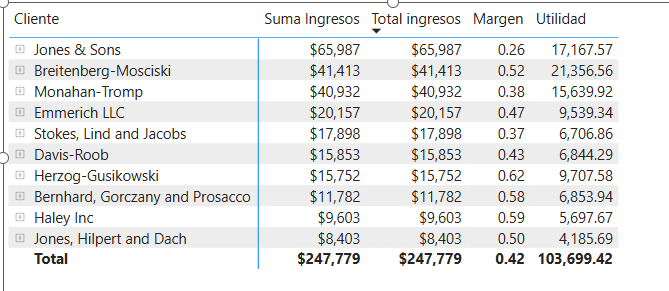 Cliente Suma Ingresos Total ingresos Margen Utilidad
Jones & Sons $65,987 $65,987 0.26 17,167.57
Breitenberg-Mosciski $41,413 $41,413 0.52 21,356.56
Monahan-Tromp $40,932 $40,932 0.38 15,639.92
Emmerich LLC $20,157 $20,157 0.47 9,539.34
Stokes, Lind and Jacobs $17,898 $17,898 0.37 6,706.86
Davis-Roob $15,853 $15,853 0.43 6,844.29
Herzog-Gusikowski $15,752 $15,752 0.62 9,707.58
Bernhard, Gorczany and Prosacco $11,782 $11,782 0.58 6,853.94
Haley Inc $9,603 $9,603 0.59 5,697.67
Jones, Hilpert and Dach $8,403 $8,403 0.50 4,185.69
Total $247,779 $247,779 0.42 103,699.42